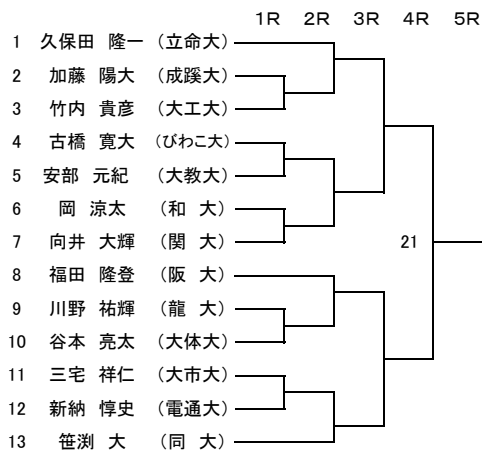 1R 2R 3R 4R 5R
1 久保田 隆一 (立命大)
2 加藤 陽大 (成蹊大)
3 竹内 貴彦 (大工大)
4 古橋 寛大 (びわこ大)
5 安部 元紀 (大教大)
6 岡 涼太 (和 大)
7 向井 大輝 (関 大)
21
8 福田 隆登 (阪 大)
9 川野 祐輝 (龍 大)
10 谷本 亮太 (大体大)
11 三宅 祥仁 (大市大)
12 新納 惇史 (電通大)
13 笹渕 大 (同 大)